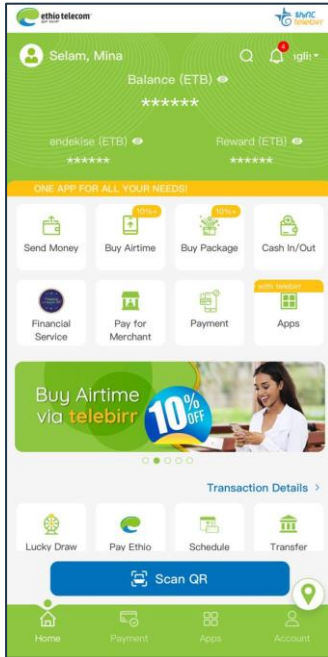 ethio telecom
telebirr
Selam, Mina
4
Balance (ETB)
******
endekise (ETB)
Reward (ETB)
******
******
ONE APP FOR ALL YOUR NEEDS!
10%+
10%+
Send Money
Buy Airtime
Buy Package
Cash In/Out
with telebirr
Financial
Service
Pay for
Merchant
Payment
Apps
Buy Airtime
via telebirr
10%
OFF
Transaction Details >
Lucky Draw
Pay Ethio
Schedule
Transfer
Scan QR
Home
Payment
Apps
Account